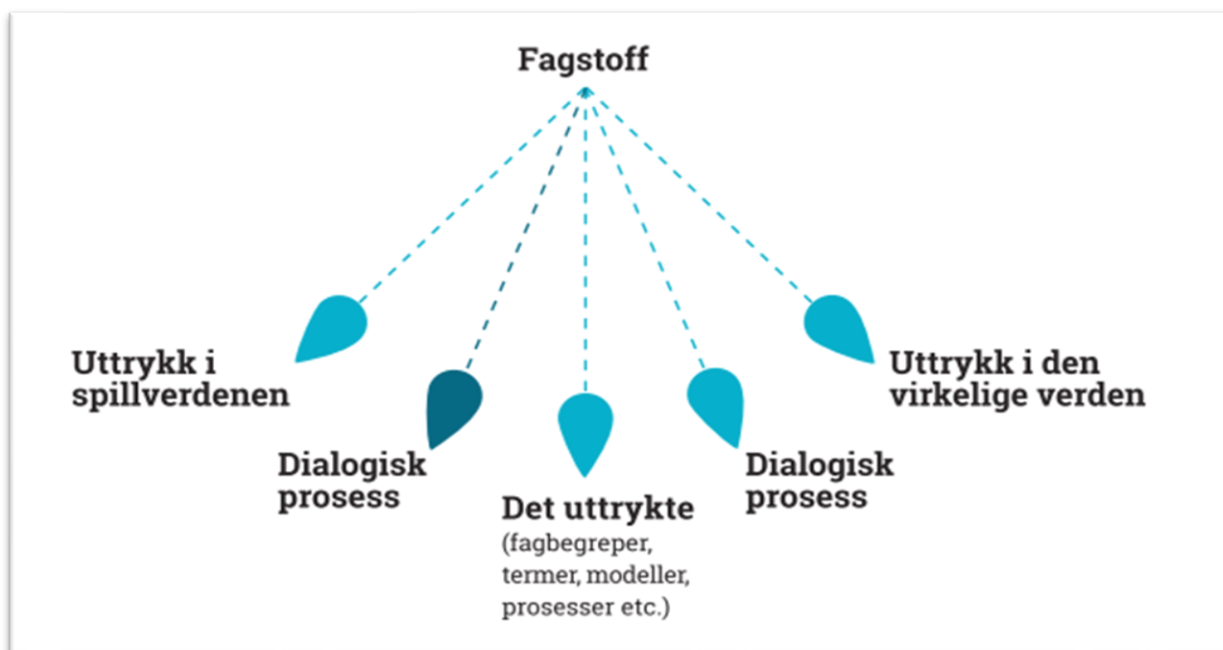 Fagstoff
Uttrykk i
spillverdenen
Dialogisk
prosess
Det uttrykte
(fagbegreper,
termer, modeller,
prosesser etc.)
Dialogisk
prosess
Uttrykk i den
virkelige verden